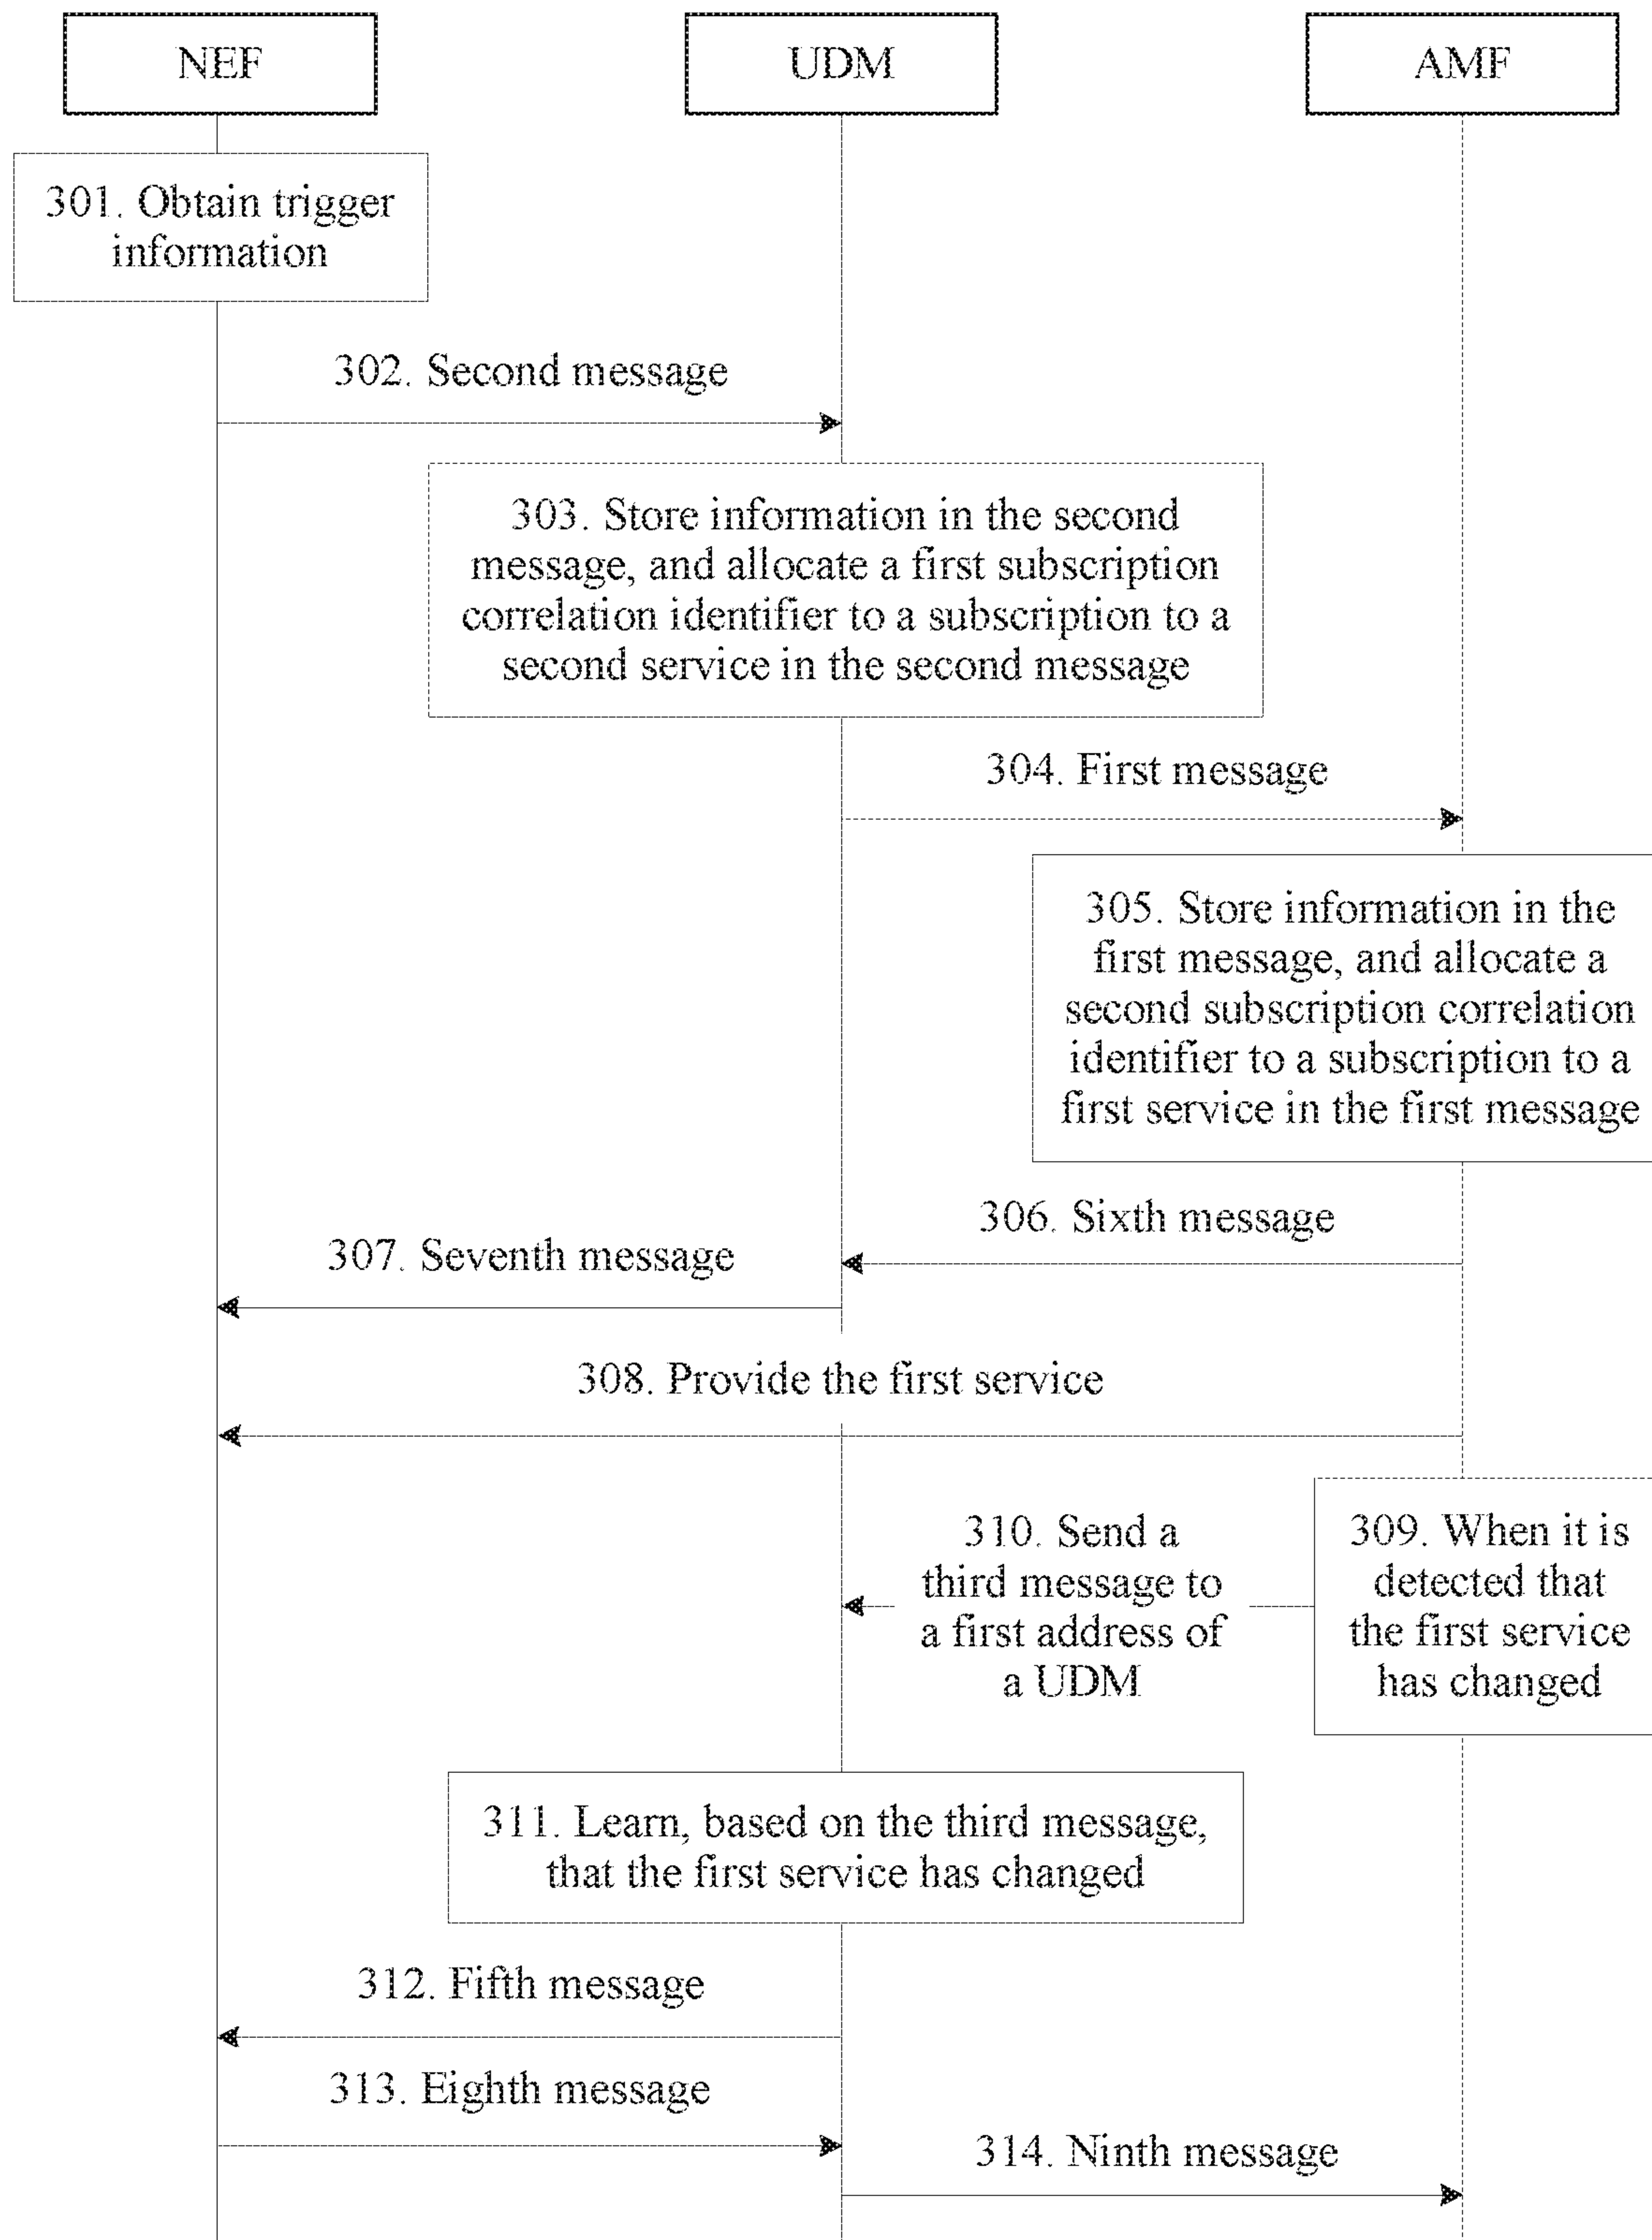 NEF
UDM
AMF
301. Obtain trigger
information
302. Second message
303. Store information in the second
message, and allocate a first subscription
correlation identifier to a subscription to a
second service in the second message
304. First message
305. Store information in the
first message, and allocate a
second subscription correlation
identifier to a subscription to a
first service in the first message
306. Sixth message
307. Seventh message
308. Provide the first service
309. When it is
detected that
the first service
has changed
310. Send a
third message to
a first address of
a UDM
311. Learn, based on the third message,
that the first service has changed
312. Fifth message
313. Eighth message
314. Ninth message